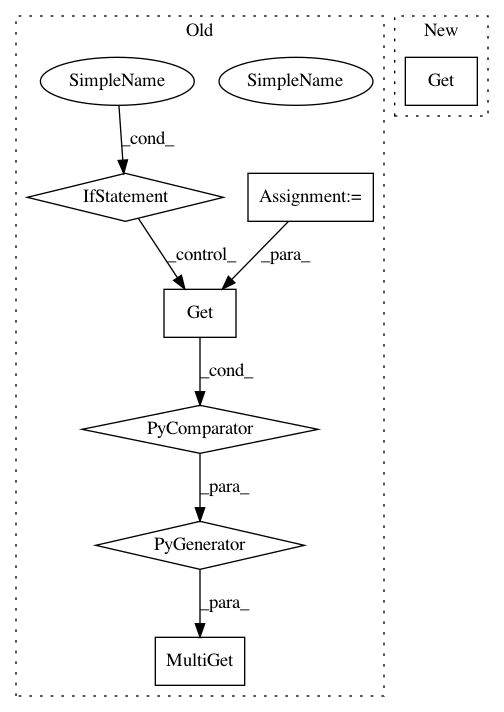 Old
New
SimpleName
SimpleName
Get
_cond_
IfStatement
Assignment:=
_control_
_para_
Get
_cond_
PyComparator
_para_
PyGenerator
_para_
MultiGet